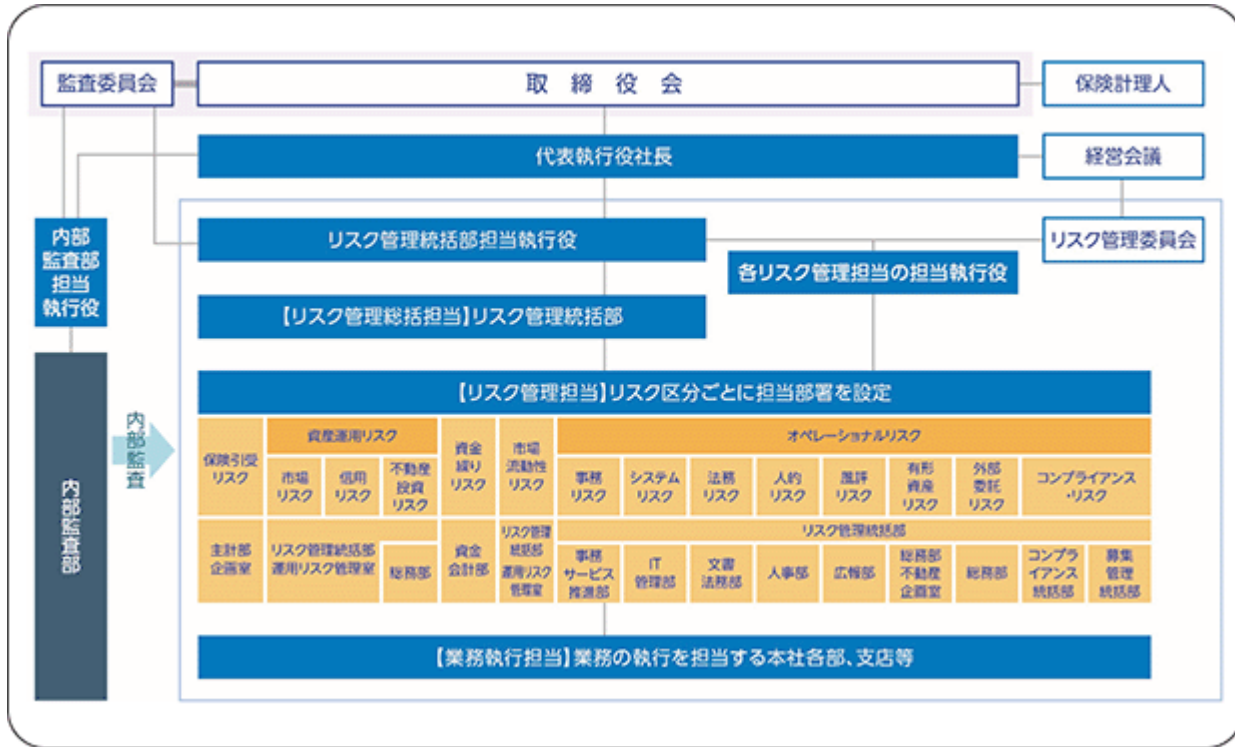 監査委員会
取締役会
保険計理人
代表執行役社長
経営会議
内部
監査部
担当
執行役
リスク管理統括部担当執行役
リスク管理委員会
各リスク管理担当の担当執行役
【リスク管理総括担当】リスク管理統括部
内部監査部
内部監査
【リスク管理担当】リスク区分ごとに担当部署を設定
保険引受
リスク
資産運用リスク
市場
リスク
信用
リスク
不動産
投資
リスク
資金
繰り
リスク
市場
流動性
リスク
オペレーショナルリスク
事務
リスク
システム
リスク
法務
リスク
人的
リスク
風評
リスク
有形
資産
リスク
外部
委託
リスク
コンプライアンス
・リスク
主計部
企画室
リスク管理統括部
運用リスク管理室
総務部
資金
会計部
リスク管理
統括部
運用リスク
管理室
リスク管理統括部
事務
サービス
推進部
IT
管理部
文書
法務部
人事部
広報部
総務部
不動産
企画室
総務部
コンプラ
イアンス
統括部
募集
管理
統括部
【業務執行担当】業務の執行を担当する本社各部、支店等